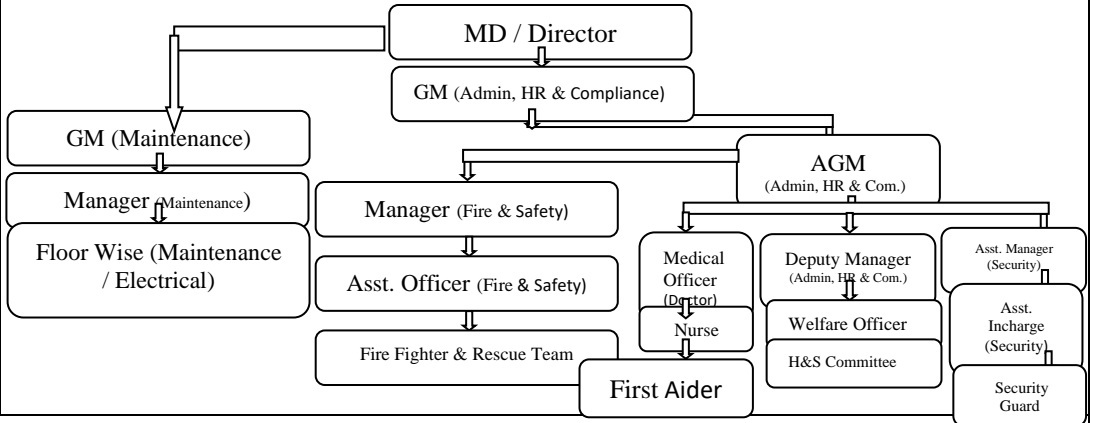 MD / Director
GM (Admin, HR & Compliance)
GM (Maintenance)
Manager (Maintenance)
Floor Wise (Maintenance
/ Electrical)
AGM
(Admin, HR & Com.)
Manager (Fire & Safety)
Asst. Officer (Fire & Safety)
Fire Fighter & Rescue Team
Medical
Officer
(Doctor)
Nurse
First Aider
Deputy Manager
(Admin, HR & Com.)
Welfare Officer
H&S Committee
Asst. Manager
(Security)
Asst.
Incharge
(Security)
Security
Guard